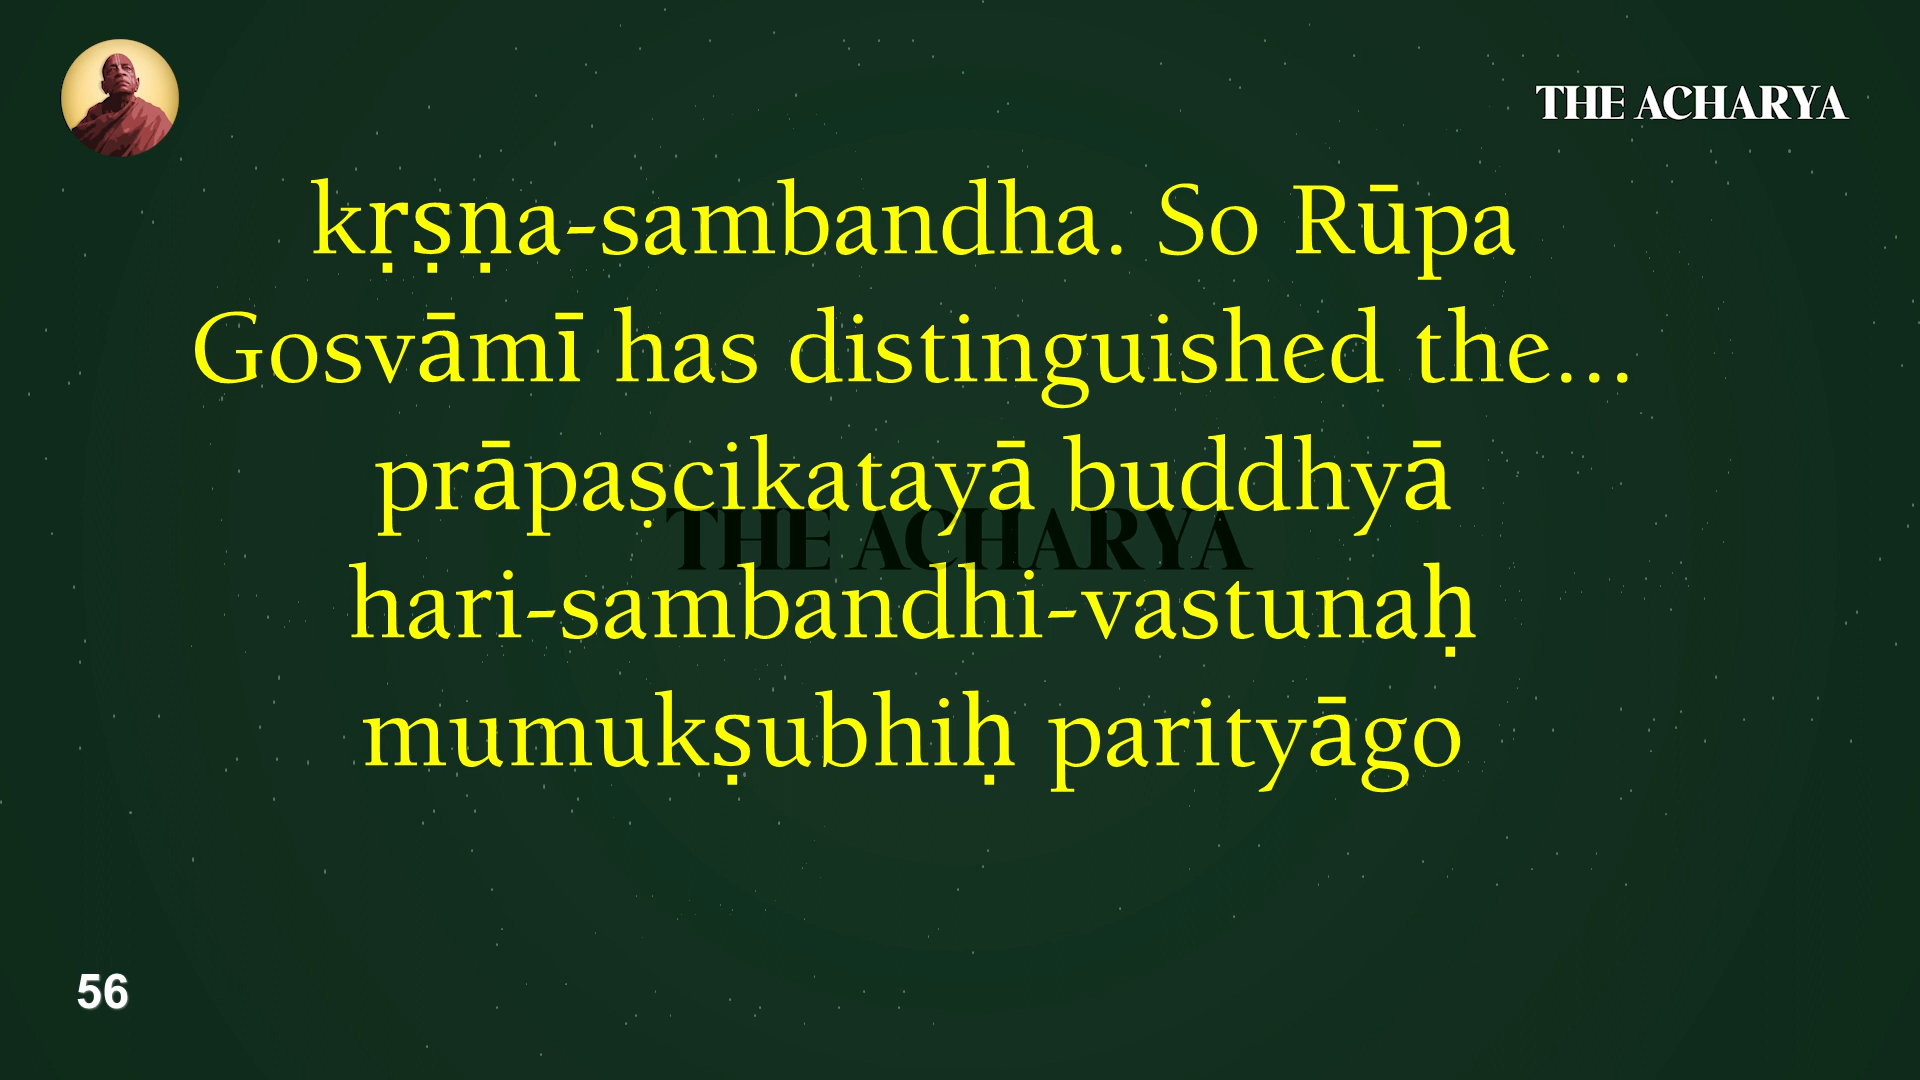 THE ACHARYA
kṛṣṇa-sambandha. So Rūpa
Gosvāmī has distinguished the...
prāpaṣcikatayā buddhyā
THE ACHARYA
hari-sambandhi-vastunaḥ
mumukṣubhiḥ parityāgo
56